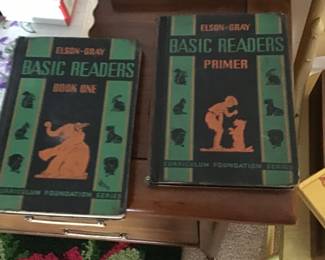 ELSON-GRAY
BASIC READERS
BOOK ONE
CURRICULUM FOUNDATION SERIES
ELSON-GRAY
BASIC READERS
PRIMER
CURRICULUM FOUNDATION SERIES